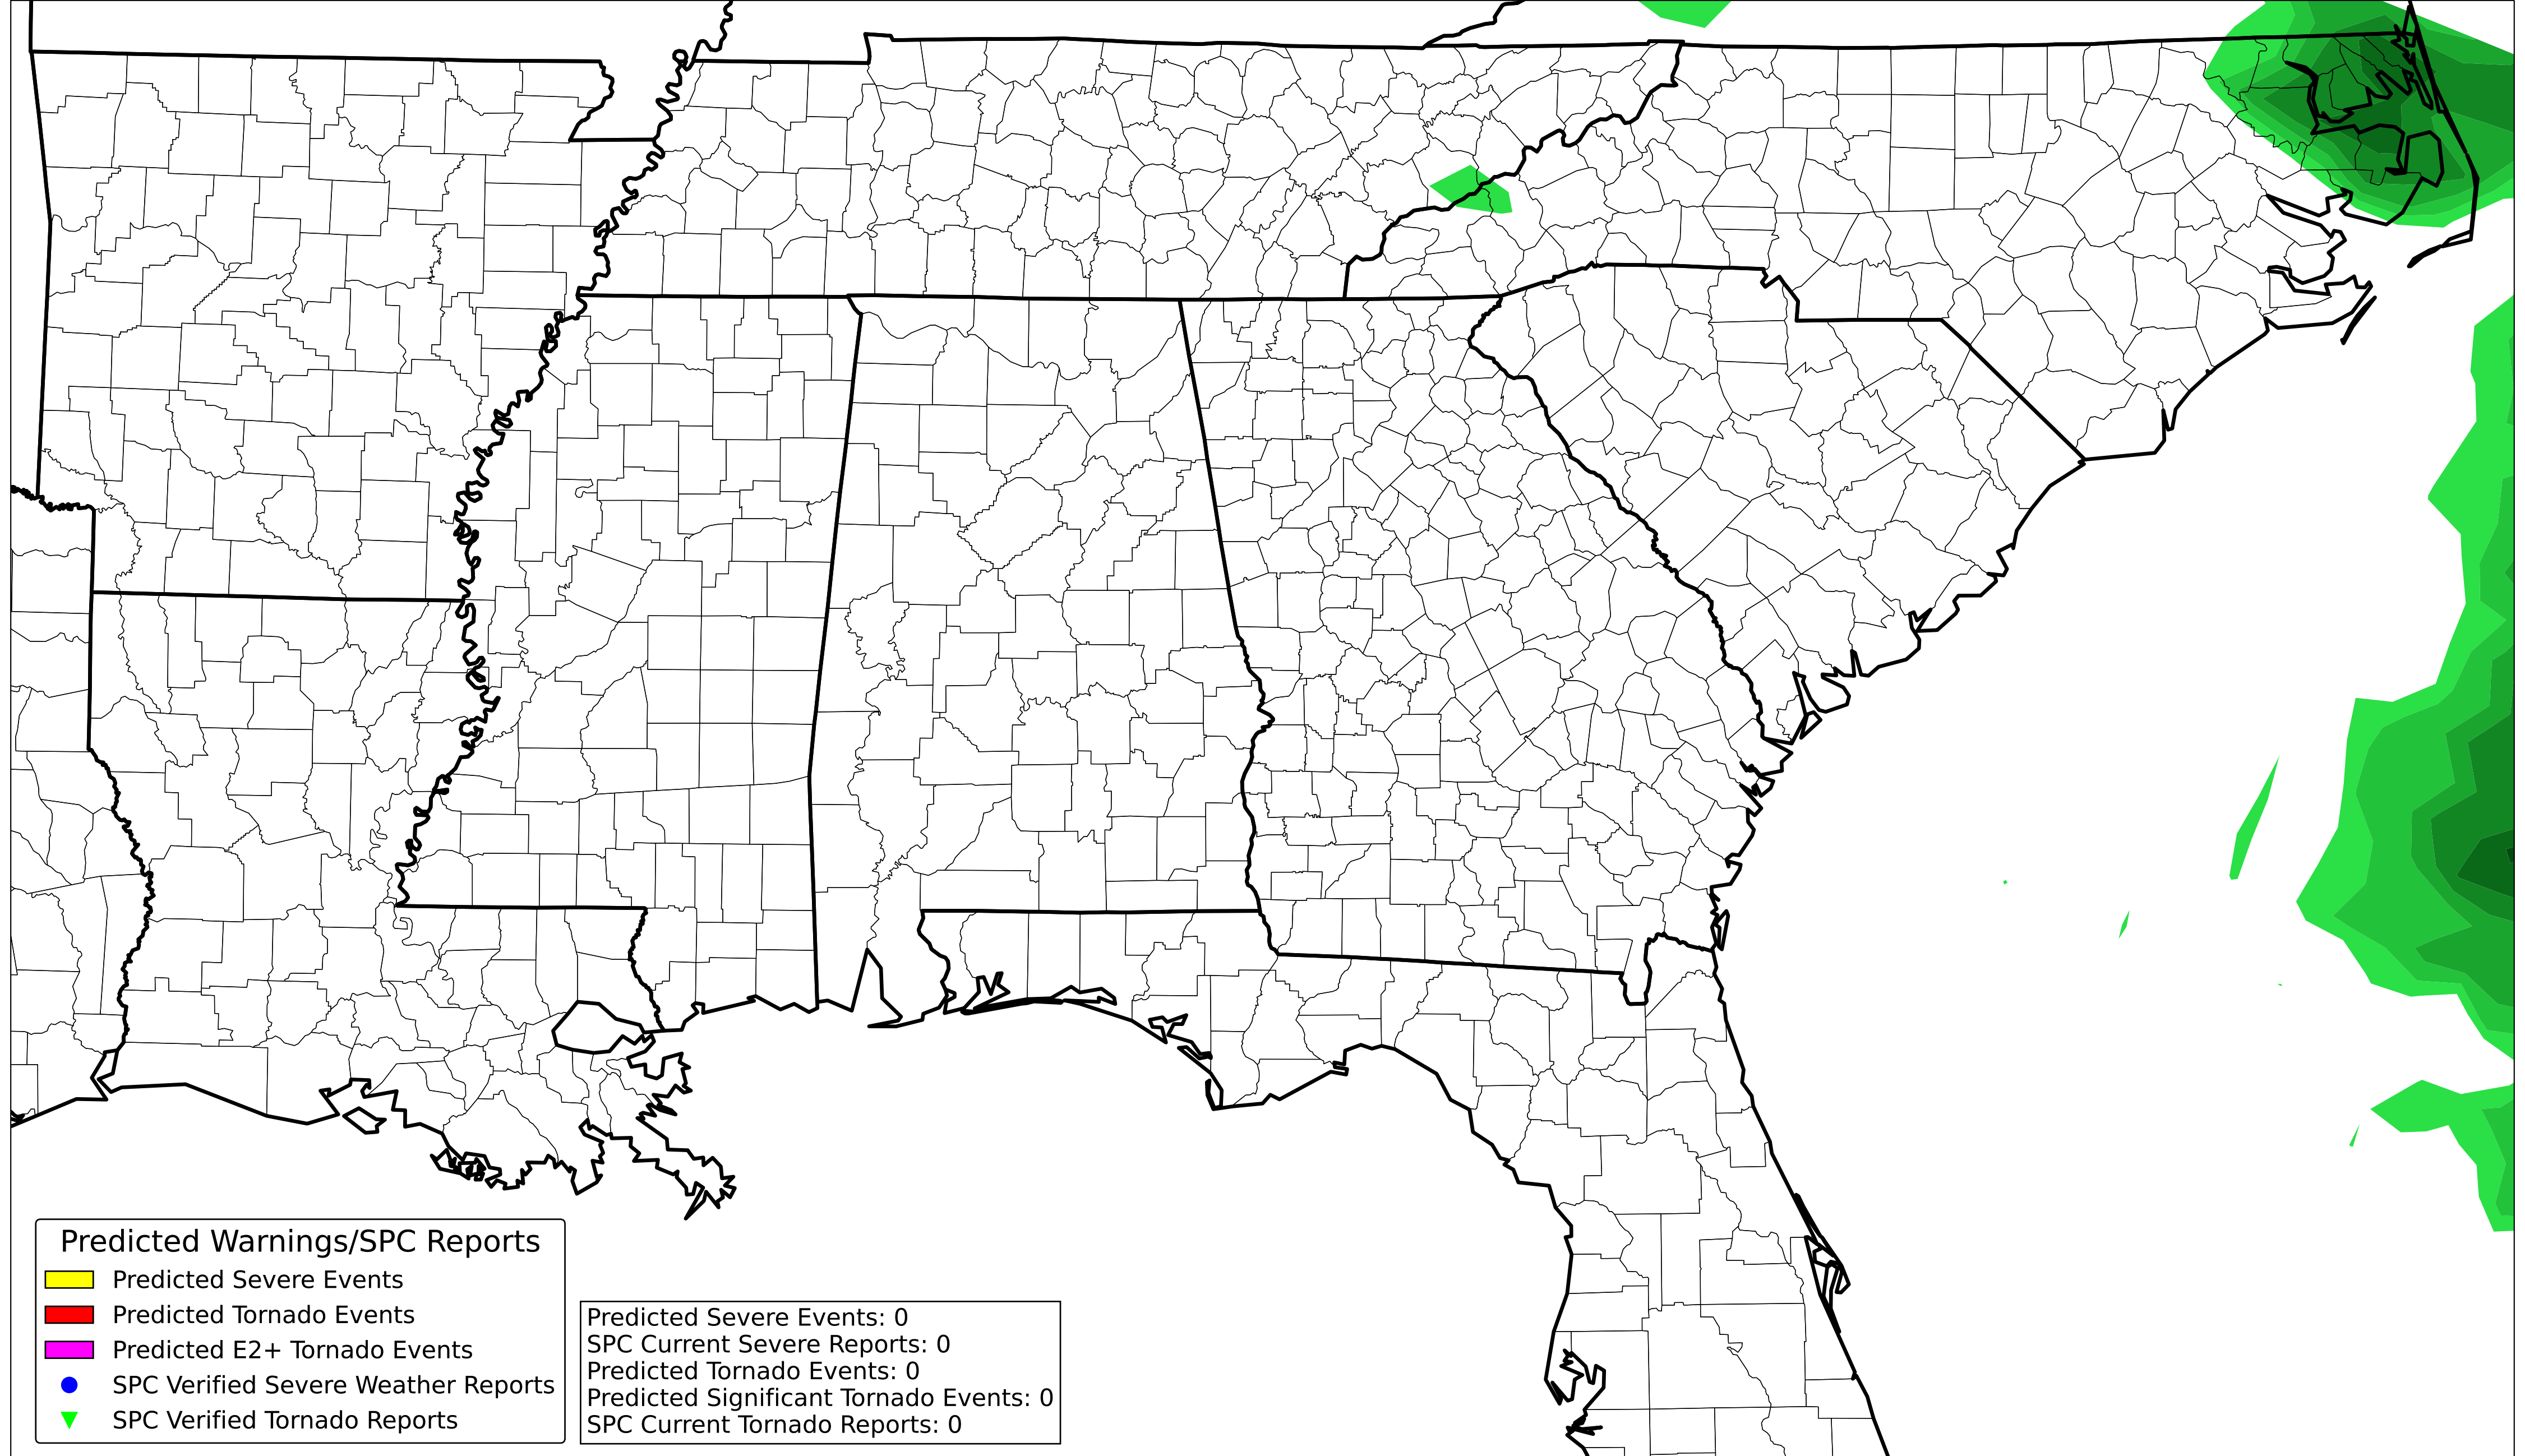 Predicted Warnings/SPC Reports
Predicted Severe Events
Predicted Tornado Events
Predicted E2+ Tornado Events
SPC Verified Severe Weather Reports
SPC Verified Tornado Reports
Predicted Severe Events: 0
SPC Current Severe Reports: 0
Predicted Tornado Events: 0
Predicted Significant Tornado Events: 0
SPC Current Tornado Reports: 0